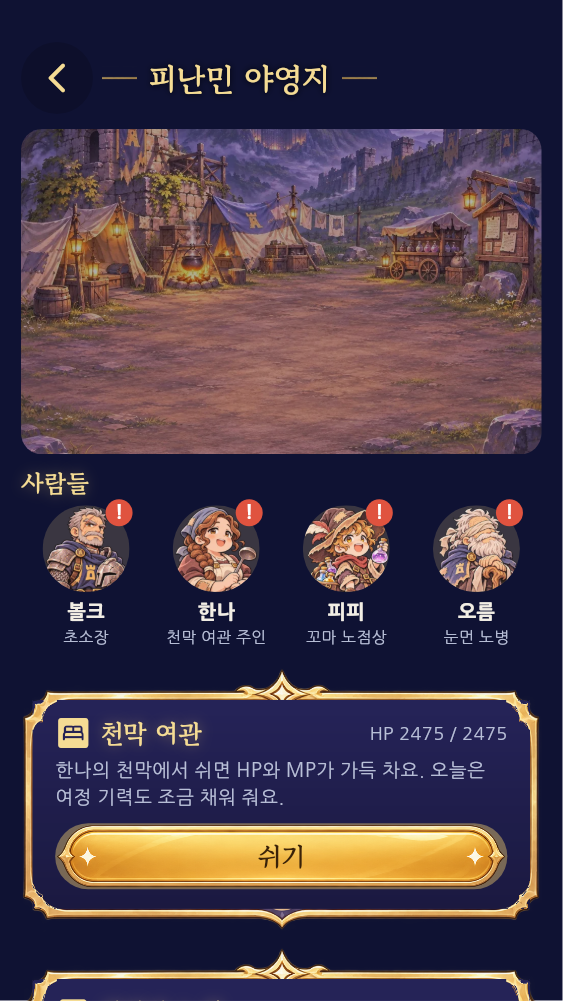 피난민 야영지
사람들
! ! ! !
볼크 한나 피피 오름
초소장 천막 여관 주인 꼬마 노점상 눈먼 노병
천막 여관 HP 2475 / 2475
한나의 천막에서 쉬면 HP와 MP가 가득 차요. 오늘은
여정 기력도 조금 채워 줘요.
쉬기